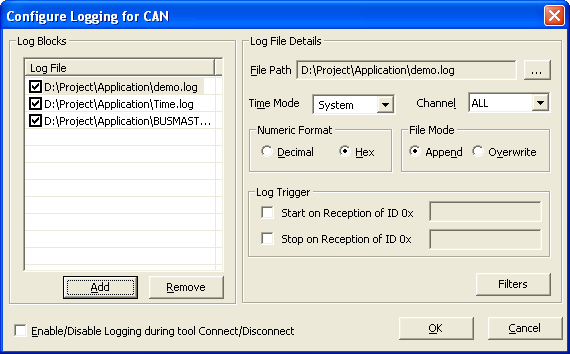 Configure Logging for CAN
Log Blocks
Log File
D:\Project\Application\demo.log
D:\Project\Application\Time.log
D:\Project\Application\BUSMAST...
Add
Remove
Log File Details
File Path D:\Project\Application\demo.log ...
Time Mode System Channel ALL
Numeric Format
Decimal Hex
File Mode
Append Overwrite
Log Trigger
Start on Reception of ID 0x
Stop on Reception of ID 0x
Filters
Enable/Disable Logging during tool Connect/Disconnect
OK
Cancel